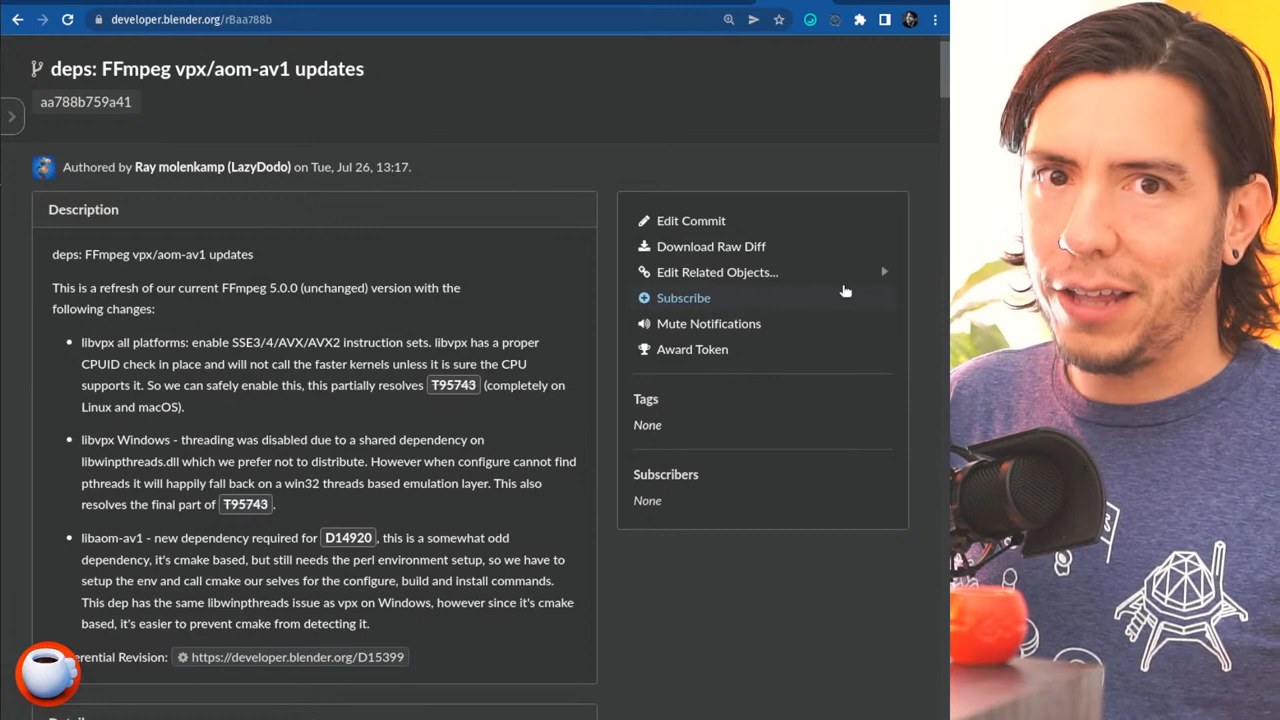 developer.blender.org/rBaa788b
deps: FFmpeg vpx/aom-av1 updates
aa788b759a41
Authored by Ray molenkamp (LazyDodo) on Tue, Jul 26, 13:17.
Description
deps: FFmpeg vpx/aom-av1 updates
This is a refresh of our current FFmpeg 5.0.0 (unchanged) version with the
following changes:
libvpx all platforms: enable SSE3/4/AVX/AVX2 instruction sets. libvpx has a proper
CPUID check in place and will not call the faster kernels unless it is sure the CPU
supports it. So we can safely enable this, this partially resolves T95743 (completely on
Linux and macOS).
libvpx Windows - threading was disabled due to a shared dependency on
libwinpthreads.dll which we prefer not to distribute. However when configure cannot find
pthreads it will happily fall back on a win32 threads based emulation layer. This also
resolves the final part of T95743.
libaom-av1 - new dependency required for D14920, this is a somewhat odd
dependency, it's cmake based, but still needs the perl environment setup, so we have to
setup the env and call cmake our selves for the configure, build and install commands.
This dep has the same libwinpthreads issue as vpx on Windows, however since it's cmake
based, it's easier to prevent cmake from detecting it.
erential Revision: https://developer.blender.org/D15399
Edit Commit
Download Raw Diff
Edit Related Objects...
Subscribe
Mute Notifications
Award Token
Tags
None
Subscribers
None